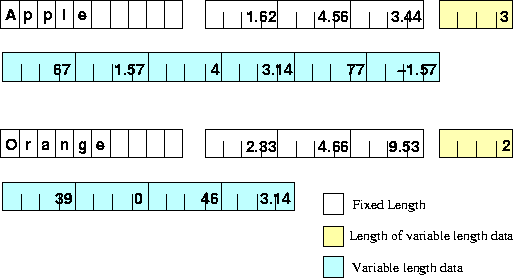 Apple 1.62 4.56 3.44 3
67 1.57 4 3.14 77 -1.57
Orange 2.83 4.66 9.53 2
39 0 46 3.14
Fixed Length
Length of variable length data
Variable length data